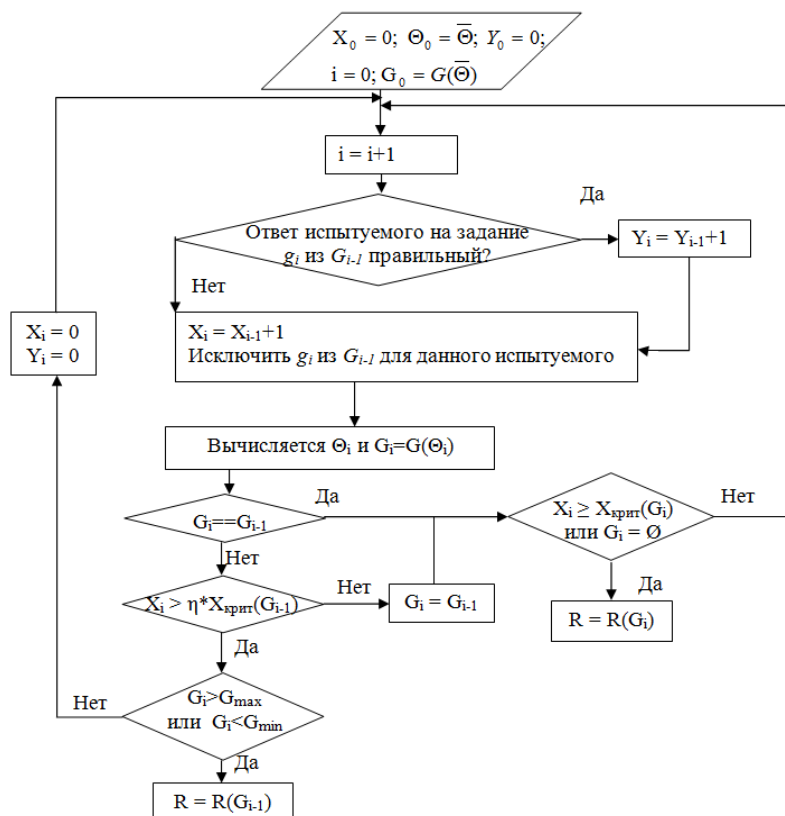 X₀ = 0; Θ₀ = Θ̅; Y₀ = 0;
i = 0; G₀ = G(Θ̅)
i = i+1
Да
Ответ испытуемого на задание
gᵢ из Gᵢ₋₁ правильный?
Yᵢ = Yᵢ₋₁+1
Нет
Xᵢ = 0
Yᵢ = 0
Xᵢ = Xᵢ₋₁+1
Исключить gᵢ из Gᵢ₋₁ для данного испытуемого
Вычисляется Θᵢ и Gᵢ=G(Θᵢ)
Да
Gᵢ==Gᵢ₋₁
Xᵢ ≥ Xкрит(Gᵢ)
или Gᵢ = Ø
Нет
Нет
Xᵢ > η*Xкрит(Gᵢ₋₁)
Нет
Gᵢ = Gᵢ₋₁
Да
R = R(Gᵢ)
Да
Нет
Gᵢ>Gmax
или Gᵢ<Gmin
Да
R = R(Gᵢ₋₁)